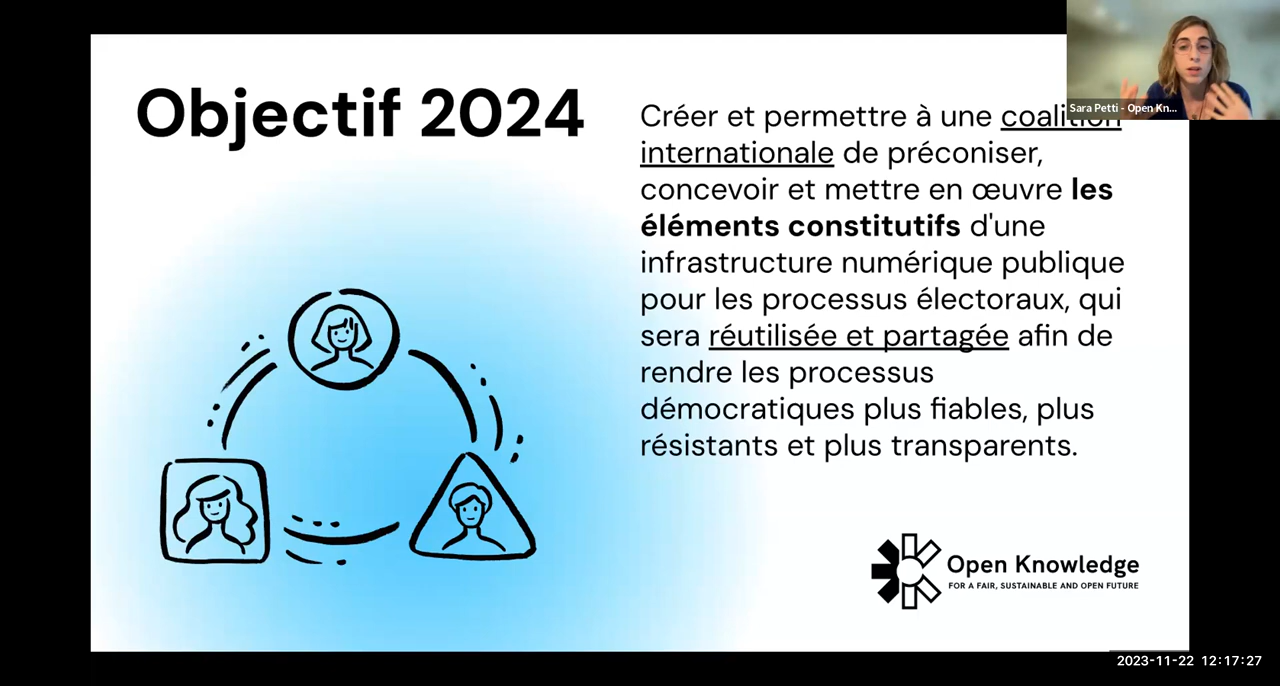 Objectif 2024
Créer et permettre à une coalition
internationale de préconiser,
concevoir et mettre en œuvre les
éléments constitutifs d'une
infrastructure numérique publique
pour les processus électoraux, qui
sera réutilisée et partagée afin de
rendre les processus
démocratiques plus fiables, plus
résistants et plus transparents.
Open Knowledge
FOR A FAIR, SUSTAINABLE AND OPEN FUTURE
Sara Petti - Open Kn...
2023-11-22 12:17:27